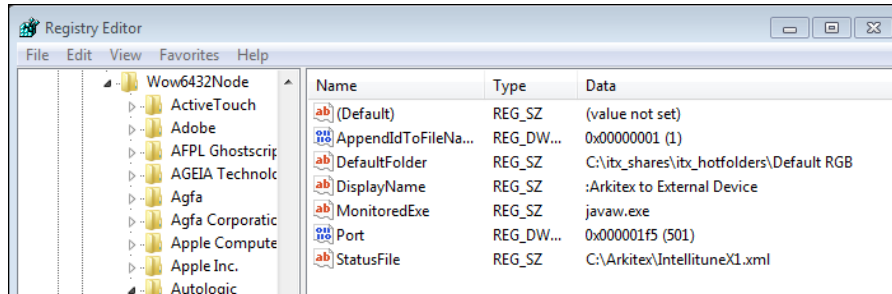 Registry Editor
File Edit View Favorites Help
Wow6432Node
ActiveTouch
Adobe
AFPL Ghostscrip
AGEIA Technolo
Agfa
Agfa Corporatic
Apple Compute
Apple Inc.
Autologic
Name Type Data
(Default) REG_SZ (value not set)
AppendIdToFileNa... REG_DW... 0x00000001 (1)
DefaultFolder REG_SZ C:\itx_shares\itx_hotfolders\Default RGB
DisplayName REG_SZ :Arkitex to External Device
MonitoredExe REG_SZ javaw.exe
Port REG_DW... 0x000001f5 (501)
StatusFile REG_SZ C:\Arkitex\IntellituneX1.xml